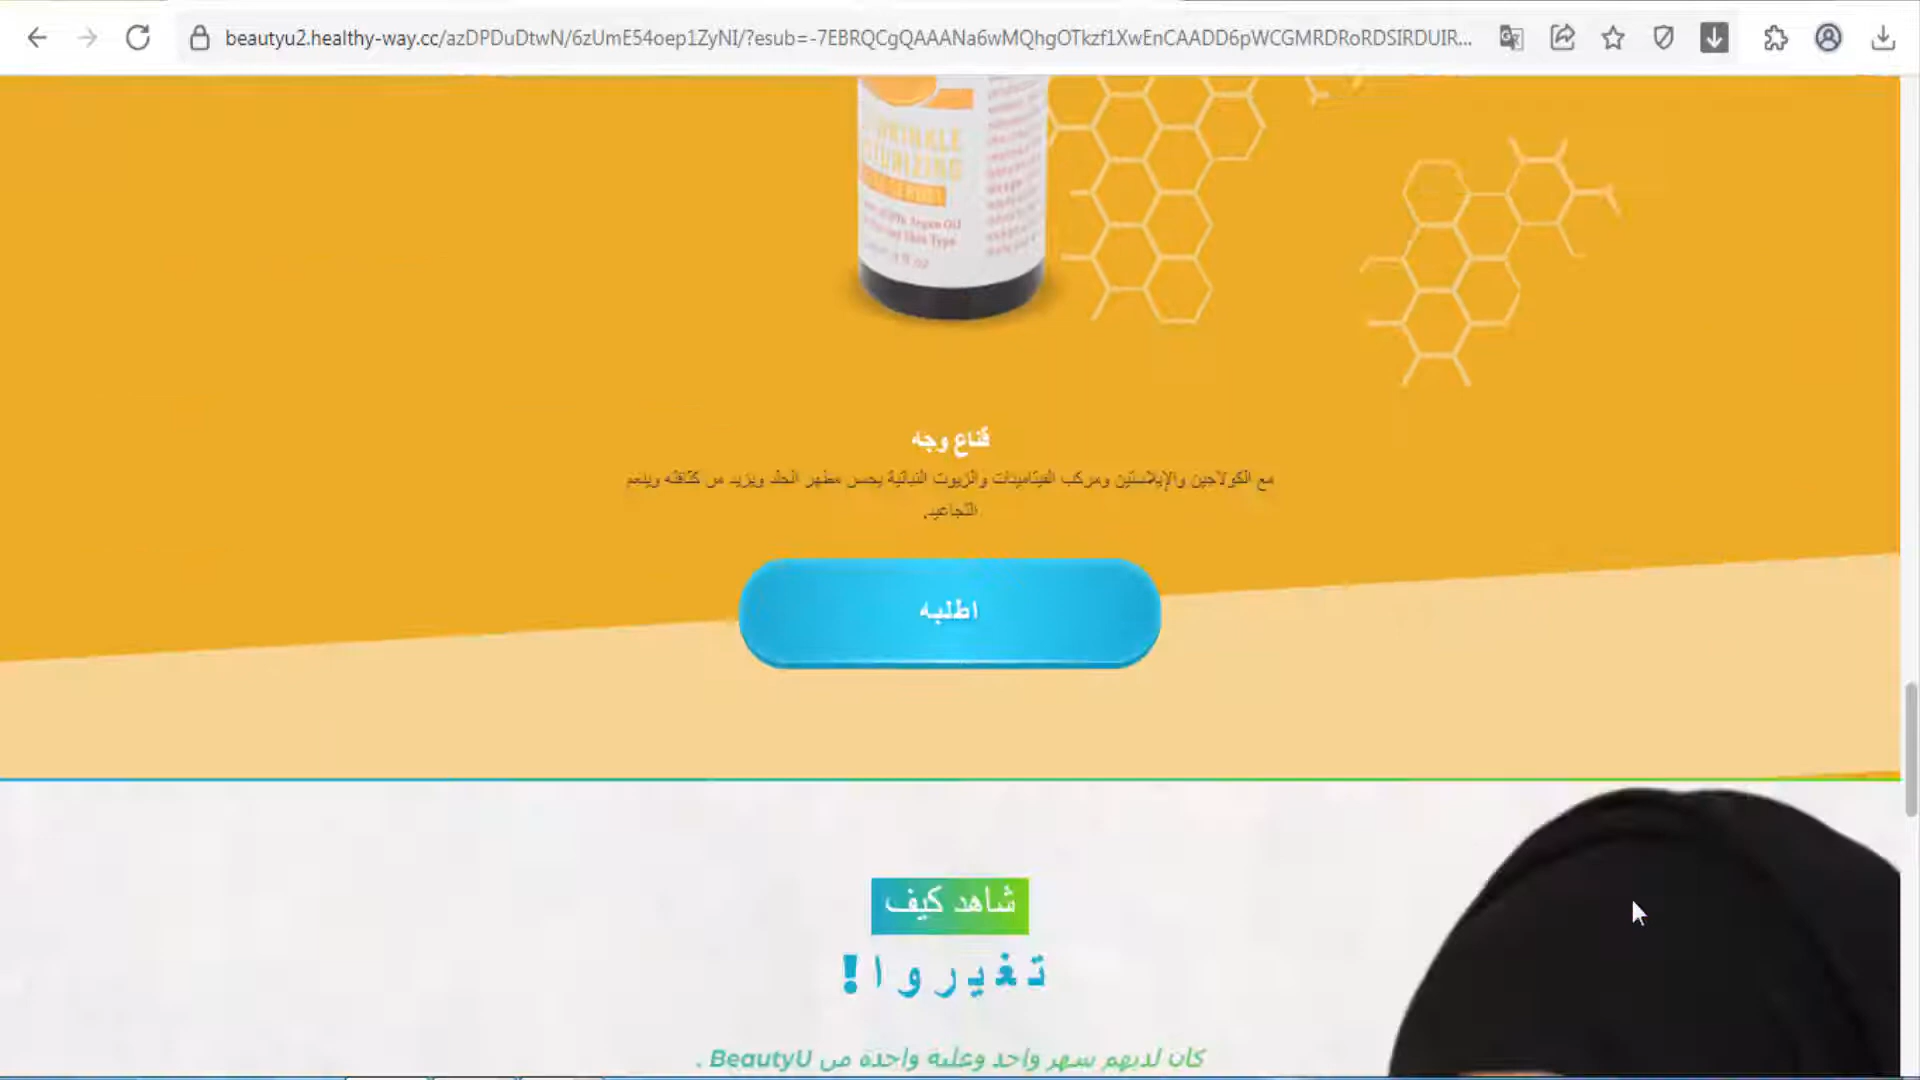 beautyu2.healthy-way.cc/azDPDuDtwN/6zUmE54oep1ZyNI/?esub=-7EBRQCgQAAANa6wMQhgOTkzf1XwEnCAADD6pWCGMRDRoRDSIRDUIR...
قناع وجه
مع الكولاجين والإيلاستين ومركب الفيتامينات والزيوت النباتية يحسن مظهر الجلد ويزيد من كثافته وينعم
التجاعيد.
اطلبه
شاهد كيف
تغيروا!
كان لديهم شهر واحد وعلبة واحدة من BeautyU .